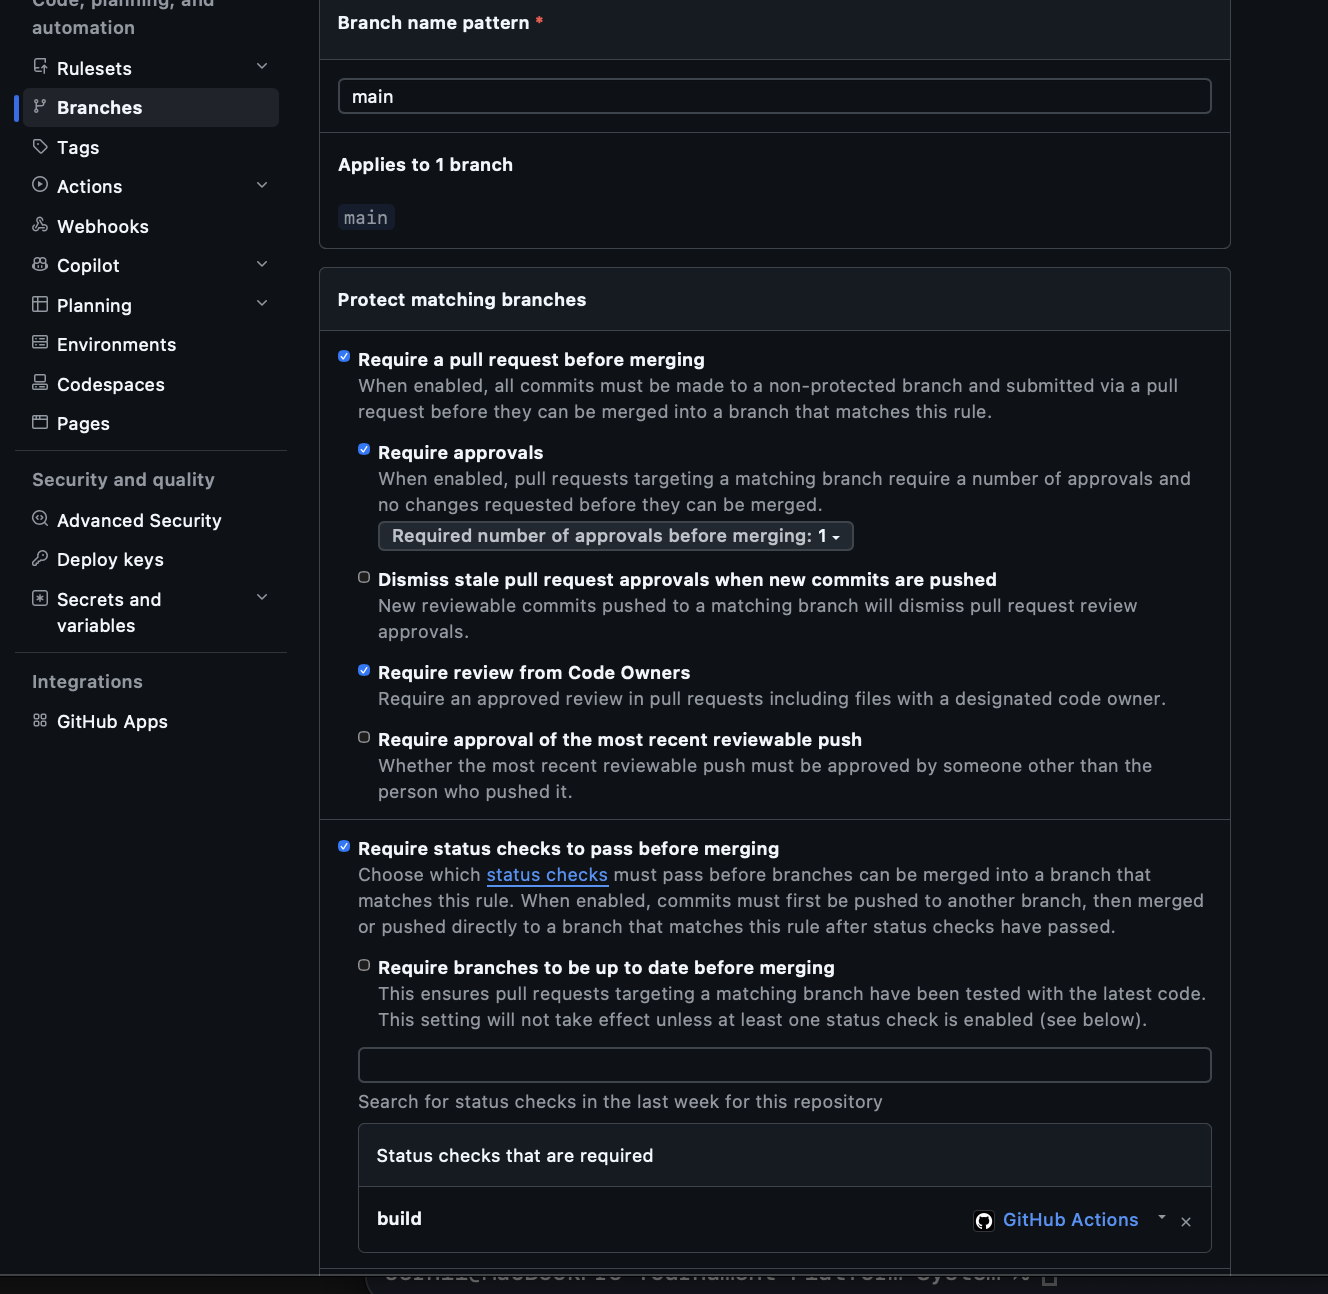 Code, planning, and
automation
Rulesets
Branches
Tags
Actions
Webhooks
Copilot
Planning
Environments
Codespaces
Pages
Security and quality
Advanced Security
Deploy keys
Secrets and
variables
Integrations
GitHub Apps
Branch name pattern *
main
Applies to 1 branch
main
Protect matching branches
Require a pull request before merging
When enabled, all commits must be made to a non-protected branch and submitted via a pull
request before they can be merged into a branch that matches this rule.
Require approvals
When enabled, pull requests targeting a matching branch require a number of approvals and
no changes requested before they can be merged.
Required number of approvals before merging: 1
Dismiss stale pull request approvals when new commits are pushed
New reviewable commits pushed to a matching branch will dismiss pull request review
approvals.
Require review from Code Owners
Require an approved review in pull requests including files with a designated code owner.
Require approval of the most recent reviewable push
Whether the most recent reviewable push must be approved by someone other than the
person who pushed it.
Require status checks to pass before merging
Choose which status checks must pass before branches can be merged into a branch that
matches this rule. When enabled, commits must first be pushed to another branch, then merged
or pushed directly to a branch that matches this rule after status checks have passed.
Require branches to be up to date before merging
This ensures pull requests targeting a matching branch have been tested with the latest code.
This setting will not take effect unless at least one status check is enabled (see below).
Search for status checks in the last week for this repository
Status checks that are required
build
GitHub Actions